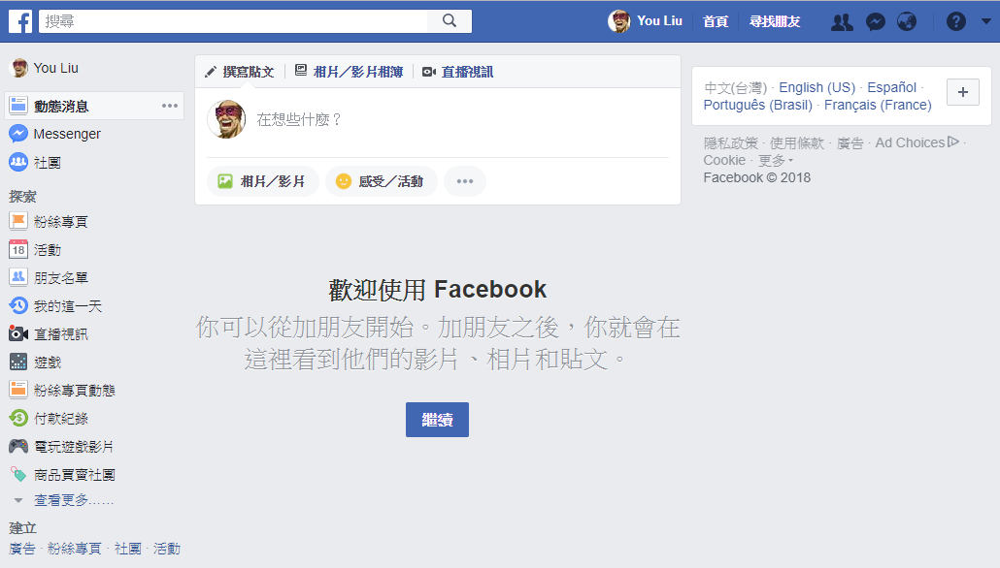 搜尋
You Liu
首頁
尋找朋友
You Liu
動態消息
Messenger
社團
探索
粉絲專頁
18 活動
朋友名單
我的這一天
直播視訊
遊戲
粉絲專頁動態
付款紀錄
電玩遊戲影片
商品買賣社團
查看更多……
建立
廣告 · 粉絲專頁 · 社團 · 活動
撰寫貼文 相片／影片相簿 直播視訊
在想些什麼？
相片／影片 感受／活動
歡迎使用 Facebook
你可以從加朋友開始。加朋友之後，你就會在
這裡看到他們的影片、相片和貼文。
繼續
中文(台灣) · English (US) · Español ·
Português (Brasil) · Français (France)
隱私政策 · 使用條款 · 廣告 · Ad Choices ·
Cookie · 更多
Facebook © 2018